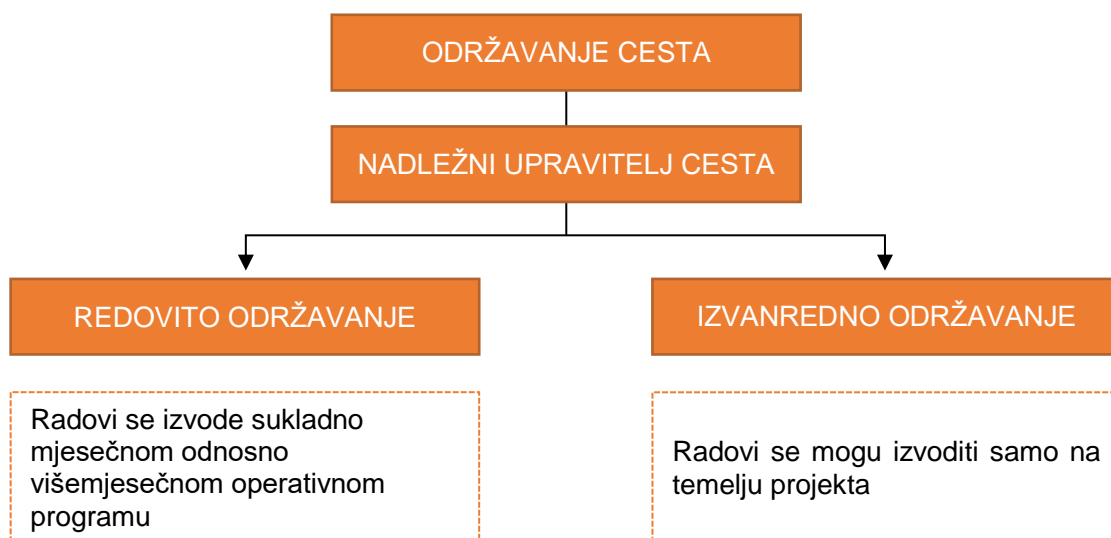 ODRŽAVANJE CESTA
NADLEŽNI UPRAVITELJ CESTA
REDOVITO ODRŽAVANJE
IZVANREDNO ODRŽAVANJE
Radovi se izvode sukladno
mjesečnom odnosno
višemjesečnom operativnom
programu
Radovi se mogu izvoditi samo na
temelju projekta